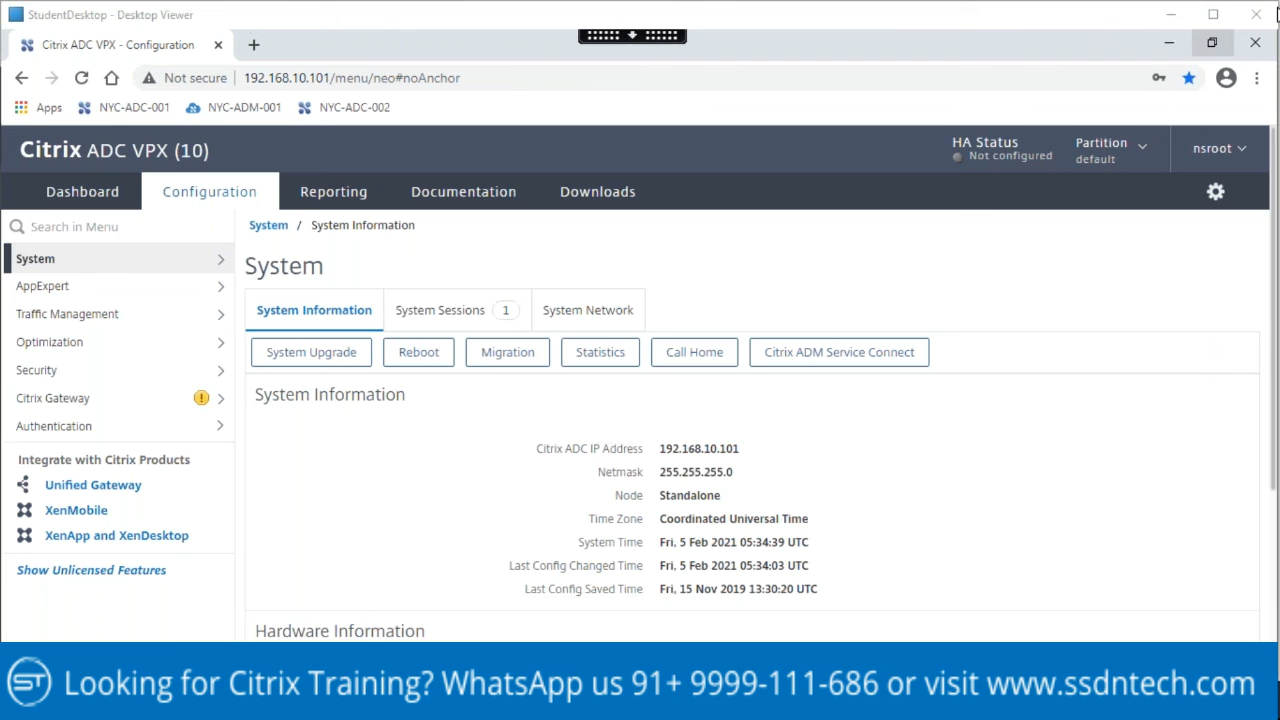 StudentDesktop - Desktop Viewer
Citrix ADC VPX - Configuration
Not secure
192.168.10.101/menu/neo#noAnchor
Apps
NYC-ADC-001
NYC-ADM-001
NYC-ADC-002
Citrix ADC VPX (10)
HA Status
Not configured
Partition
default
nsroot
Dashboard
Configuration
Reporting
Documentation
Downloads
Search in Menu
System
AppExpert
Traffic Management
Optimization
Security
Citrix Gateway
Authentication
Integrate with Citrix Products
Unified Gateway
XenMobile
XenApp and XenDesktop
Show Unlicensed Features
System / System Information
System
System Information
System Sessions 1
System Network
System Upgrade
Reboot
Migration
Statistics
Call Home
Citrix ADM Service Connect
System Information
Citrix ADC IP Address 192.168.10.101
Netmask 255.255.255.0
Node Standalone
Time Zone Coordinated Universal Time
System Time Fri, 5 Feb 2021 05:34:39 UTC
Last Config Changed Time Fri, 5 Feb 2021 05:34:03 UTC
Last Config Saved Time Fri, 15 Nov 2019 13:30:20 UTC
Hardware Information
ST Looking for Citrix Training? WhatsApp us 91+ 9999-111-686 or visit www.ssdntech.com